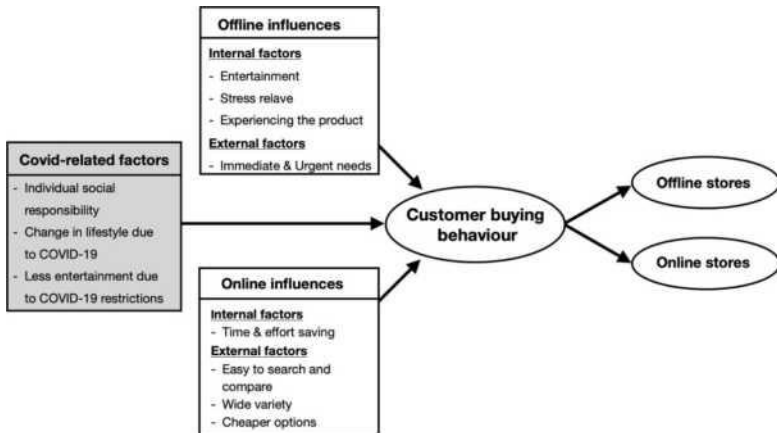 Offline influences
Internal factors
- Entertainment
- Stress relave
- Experiencing the product
External factors
- Immediate & Urgent needs
Covid-related factors
- Individual social
responsibility
- Change in lifestyle due
to COVID-19
- Less entertainment due
to COVID-19 restrictions
Customer buying
behaviour
Offline stores
Online stores
Online influences
Internal factors
- Time & effort saving
External factors
- Easy to search and
compare
- Wide variety
- Cheaper options